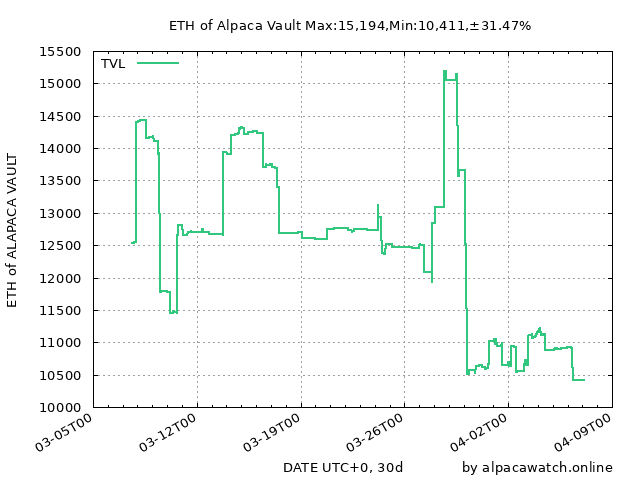 ETH of Alpaca Vault Max:15,194,Min:10,411,±31.47%
TVL
15500
15000
14500
14000
13500
13000
12500
12000
11500
11000
10500
10000
ETH of ALAPACA VAULT
03-05T00
03-12T00
03-19T00
03-26T00
04-02T00
04-09T00
DATE UTC+0, 30d
by alpacawatch.online